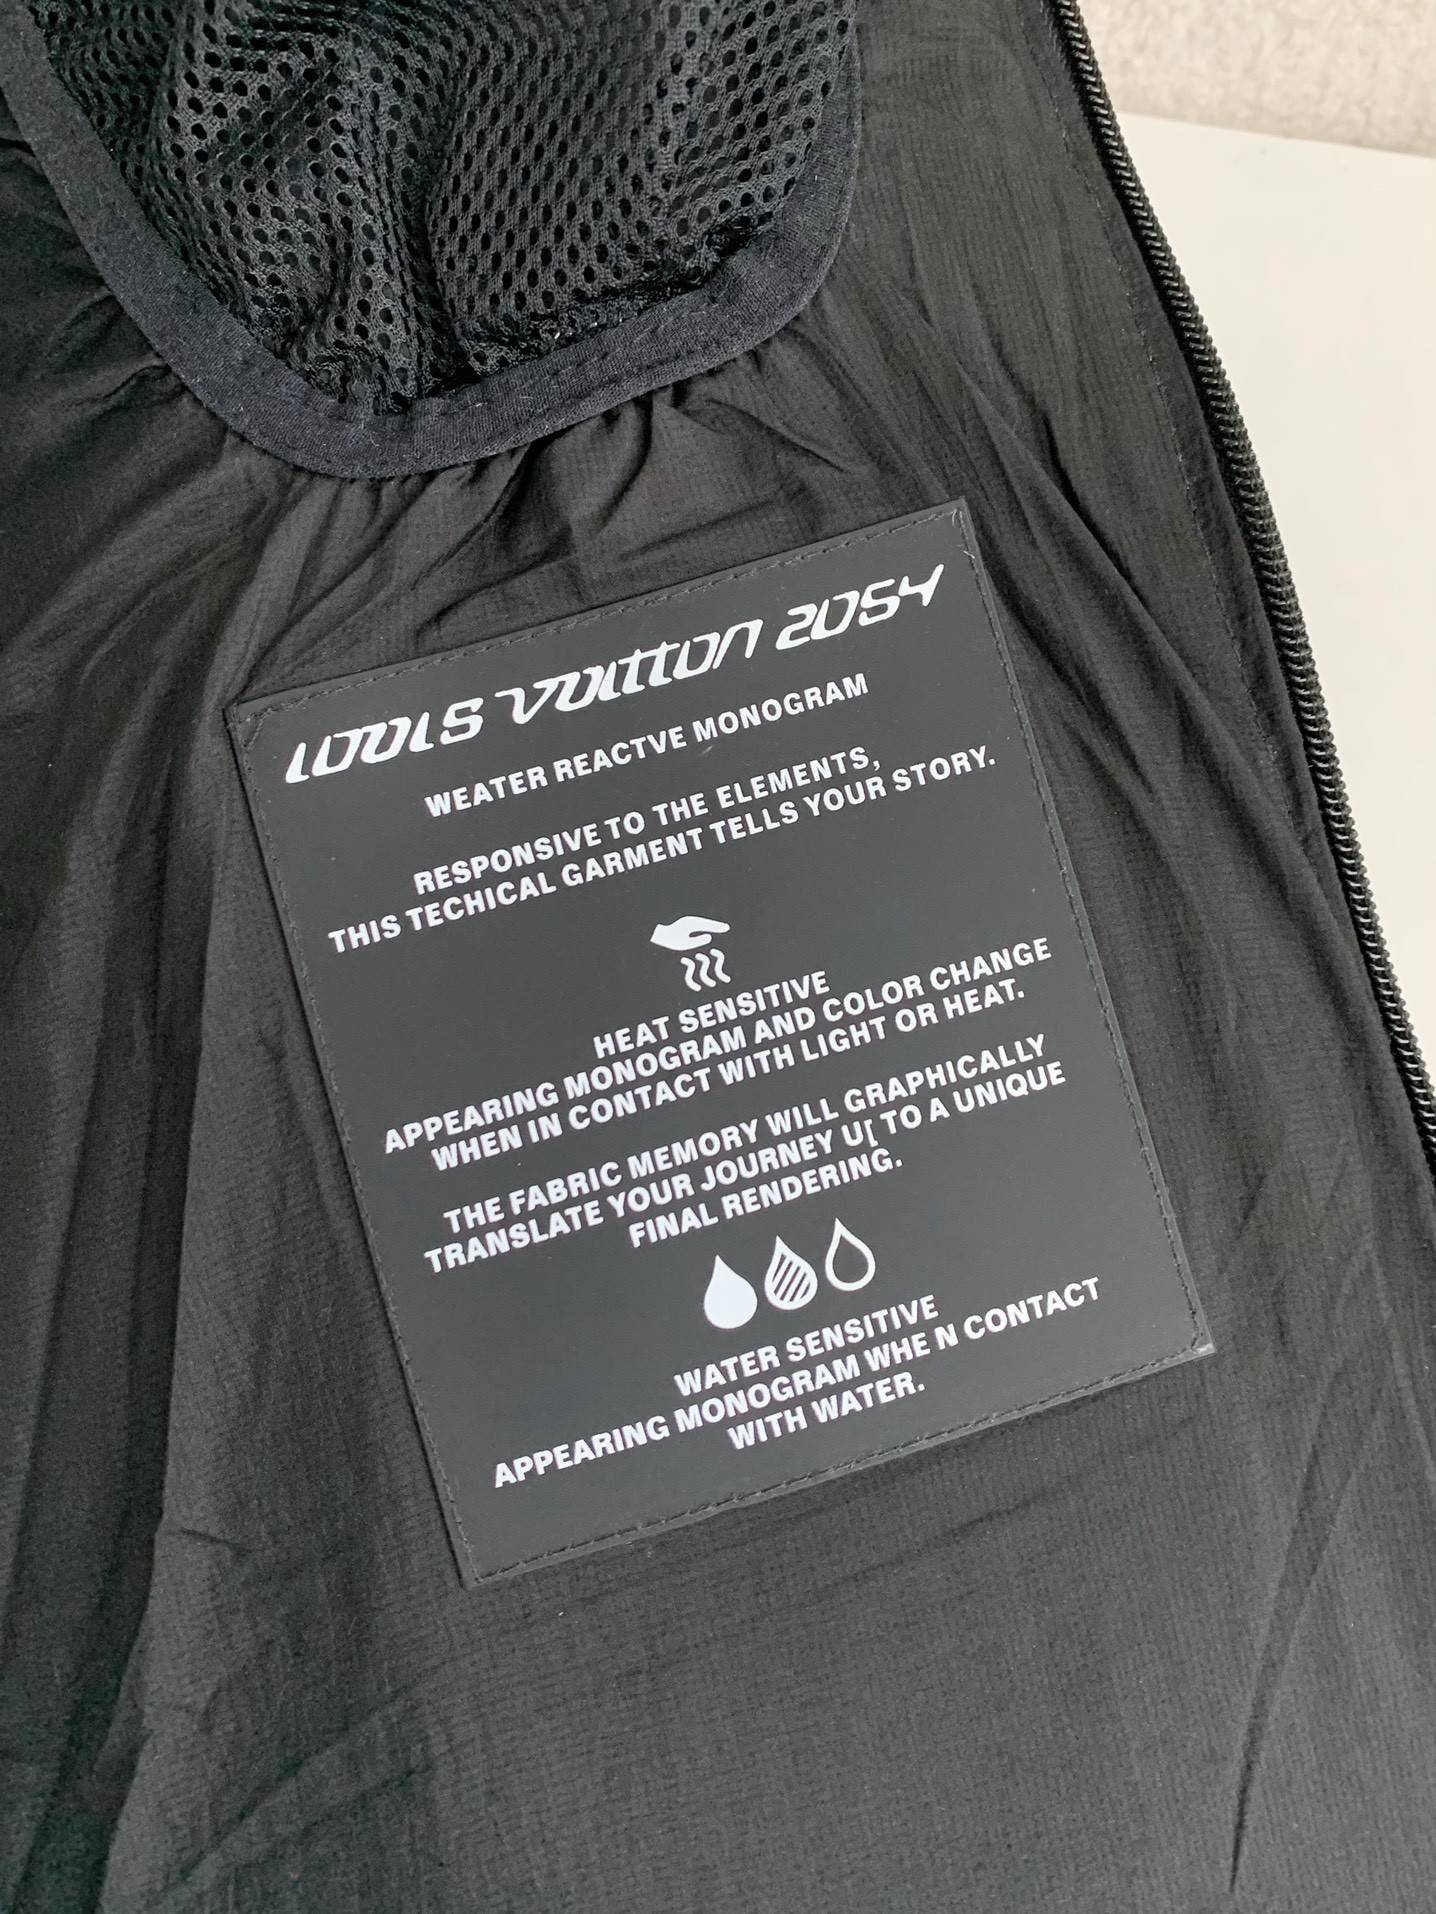 LOUIS VUITTON 2054
WEATER REACTVE MONOGRAM
RESPONSIVE TO THE ELEMENTS,
THIS TECHICAL GARMENT TELLS YOUR STORY.
HEAT SENSITIVE
APPEARING MONOGRAM AND COLOR CHANGE
WHEN IN CONTACT WITH LIGHT OR HEAT.
THE FABRIC MEMORY WILL GRAPHICALLY
TRANSLATE YOUR JOURNEY U[ TO A UNIQUE
FINAL RENDERING.
WATER SENSITIVE
APPEARING MONOGRAM WHE N CONTACT
WITH WATER.